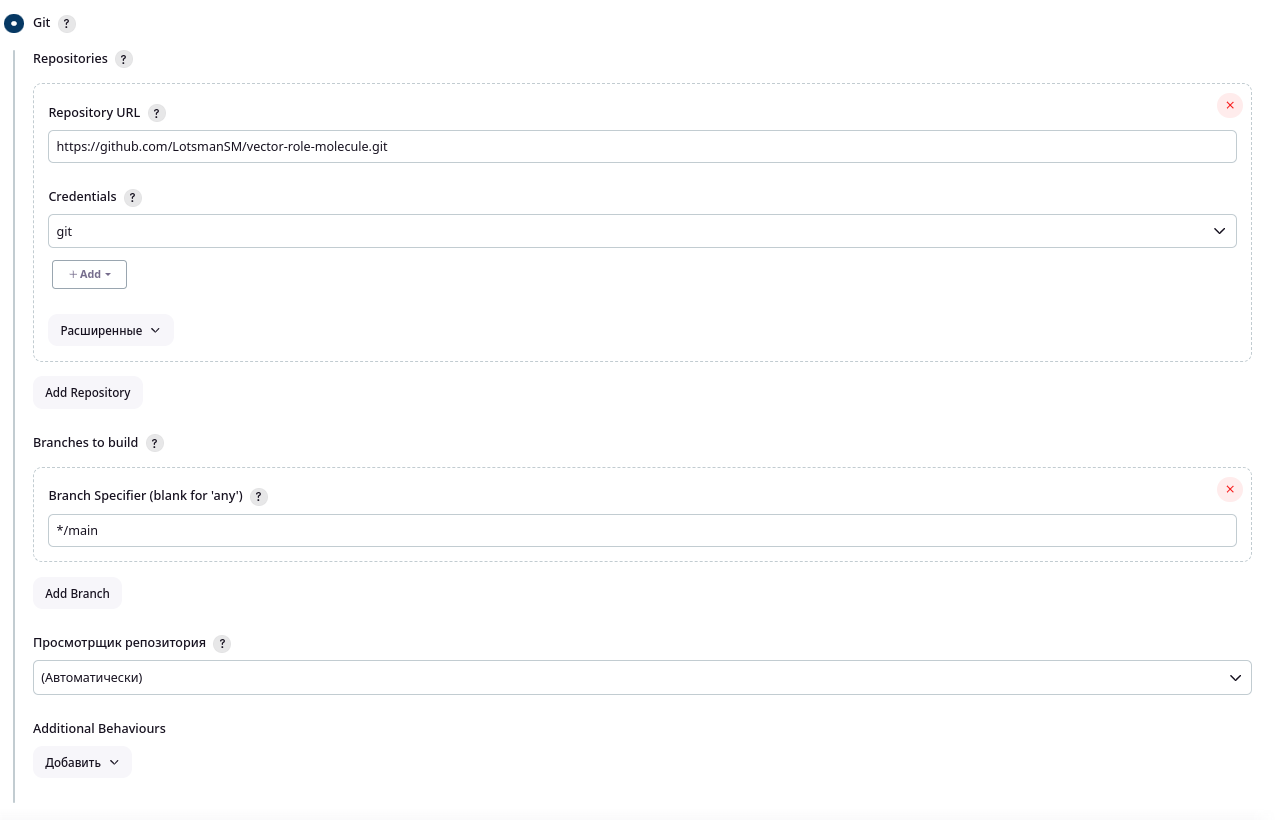 Git ?
Repositories ?
Repository URL ?
https://github.com/LotsmanSM/vector-role-molecule.git
Credentials ?
git
+ Add
Расширенные
Add Repository
Branches to build ?
Branch Specifier (blank for 'any') ?
*/main
Add Branch
Просмотрщик репозитория ?
(Автоматически)
Additional Behaviours
Добавить